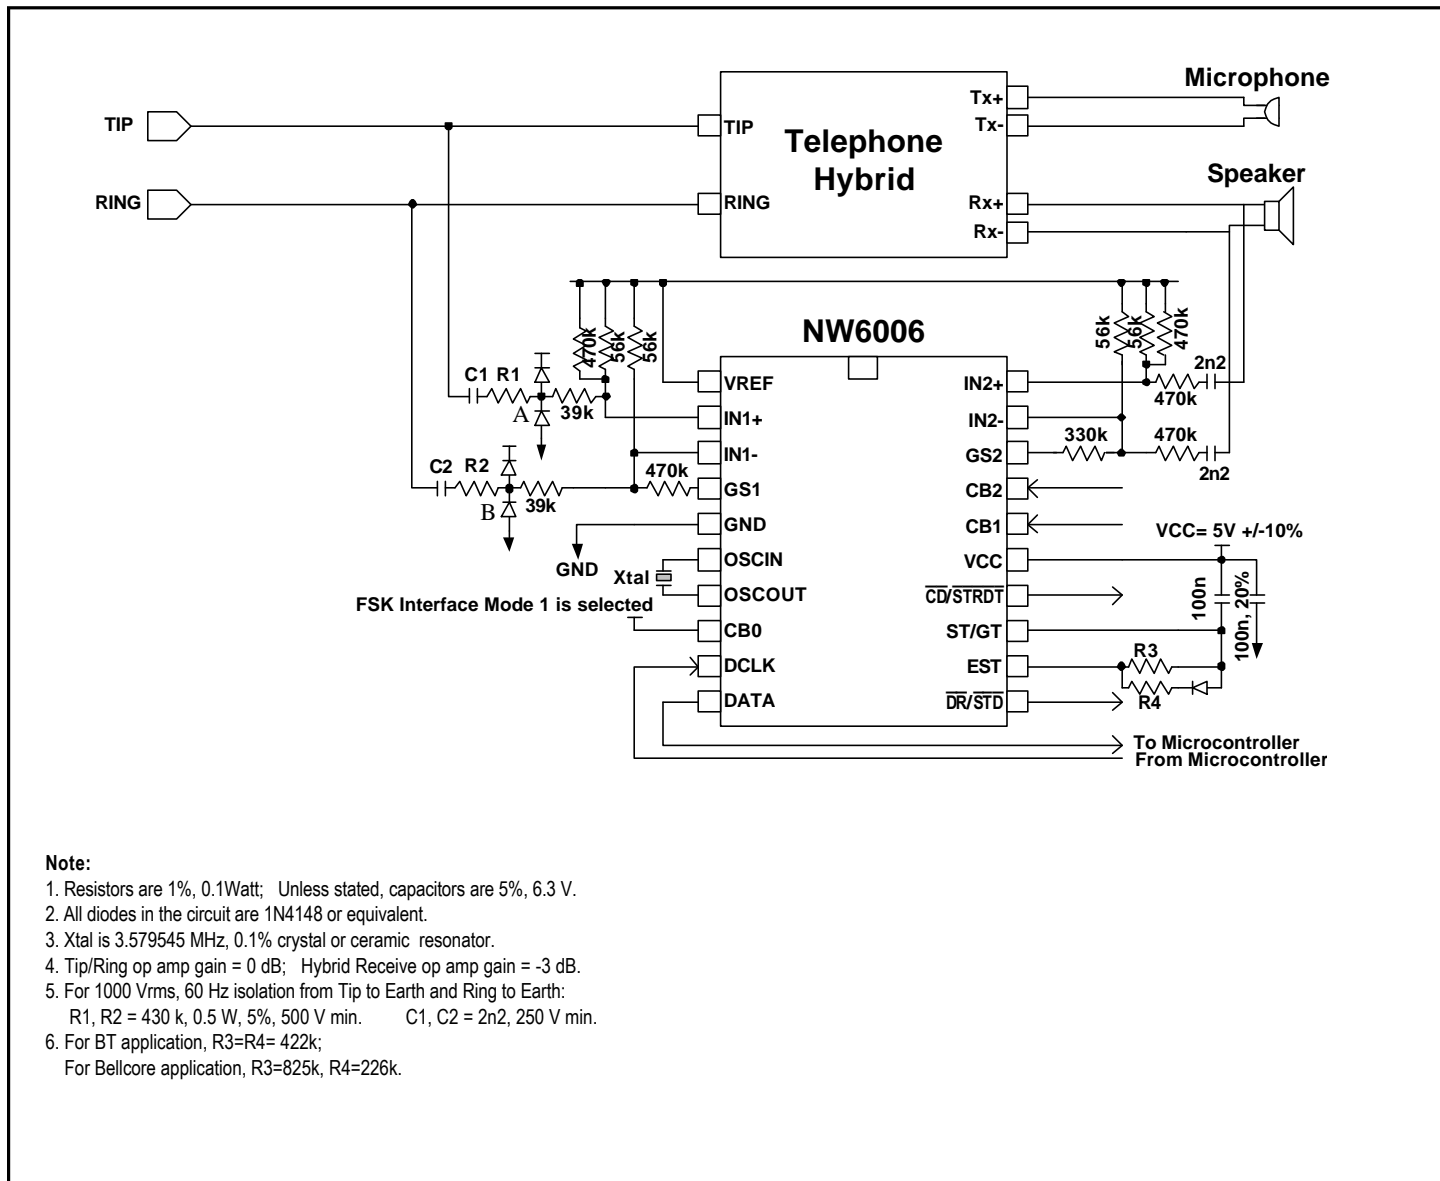 Microphone
TIP
TIP
Tx+
Tx-
Telephone
Hybrid
Speaker
RING
RING
Rx+
Rx-
NW6006
470k
56k
56k
56k
56k
470k
2n2
C1 R1
A
39k
VREF
IN1+
IN1-
GS1
GND
OSCIN
OSCOUT
CB0
DCLK
DATA
IN2+
IN2-
GS2
CB2
CB1
VCC
CD/STRDT
ST/GT
EST
DR/STD
470k
330k
470k
2n2
C2 R2
B
39k
470k
GND
Xtal
FSK Interface Mode 1 is selected
VCC= 5V +/-10%
100n
100n, 20%
R3
R4
To Microcontroller
From Microcontroller
Note:
1. Resistors are 1%, 0.1Watt; Unless stated, capacitors are 5%, 6.3 V.
2. All diodes in the circuit are 1N4148 or equivalent.
3. Xtal is 3.579545 MHz, 0.1% crystal or ceramic resonator.
4. Tip/Ring op amp gain = 0 dB; Hybrid Receive op amp gain = -3 dB.
5. For 1000 Vrms, 60 Hz isolation from Tip to Earth and Ring to Earth:
R1, R2 = 430 k, 0.5 W, 5%, 500 V min. C1, C2 = 2n2, 250 V min.
6. For BT application, R3=R4= 422k;
For Bellcore application, R3=825k, R4=226k.